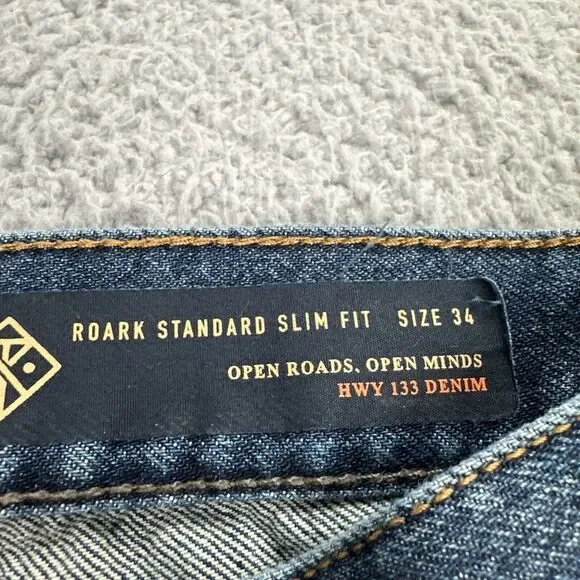 ROARK STANDARD SLIM FIT SIZE 34
OPEN ROADS, OPEN MINDS
HWY 133 DENIM